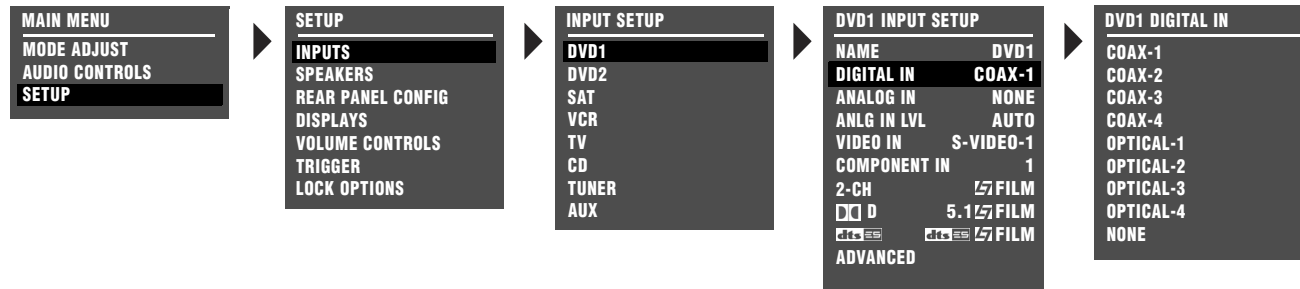 MAIN MENU
MODE ADJUST
AUDIO CONTROLS
SETUP
SETUP
INPUTS
SPEAKERS
REAR PANEL CONFIG
DISPLAYS
VOLUME CONTROLS
TRIGGER
LOCK OPTIONS
INPUT SETUP
DVD1
DVD2
SAT
VCR
TV
CD
TUNER
AUX
DVD1 INPUT SETUP
NAME DVD1
DIGITAL IN COAX-1
ANALOG IN NONE
ANLG IN LVL AUTO
VIDEO IN S-VIDEO-1
COMPONENT IN 1
2-CH L7 FILM
D 5.1 L7 FILM
dts ES dts ES L7 FILM
ADVANCED
DVD1 DIGITAL IN
COAX-1
COAX-2
COAX-3
COAX-4
OPTICAL-1
OPTICAL-2
OPTICAL-3
OPTICAL-4
NONE